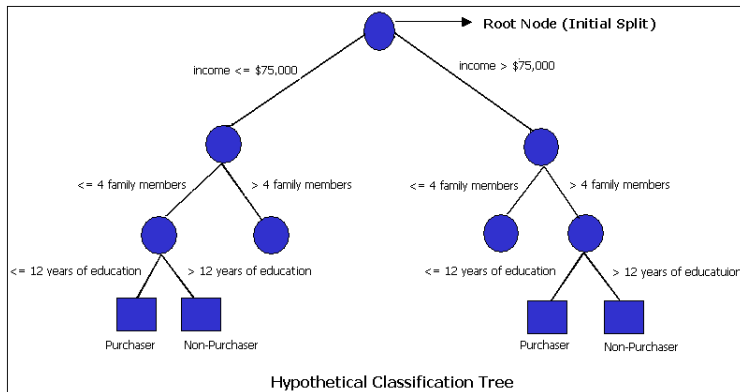 Root Node (Initial Split)
income <= $75,000
income > $75,000
<= 4 family members
> 4 family members
<= 4 family members
> 4 family members
<= 12 years of education
> 12 years of education
<= 12 years of education
> 12 years of educatuion
Purchaser
Non-Purchaser
Purchaser
Non-Purchaser
Hypothetical Classification Tree